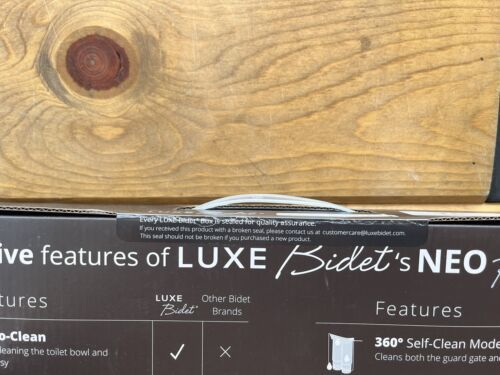 Every LUXE Bidet® Box is sealed for quality assurance.
If you received this product with a broken seal, please contact us at customercare@luxebidet.com.
This seal should not be broken if you purchased a new product.
ive features of LUXE Bidet's NEO
tures
LUXE Bidet
Other Bidet Brands
Features
o-Clean
leaning the toilet bowl and
sy
360° Self-Clean Mode
Cleans both the guard gate and